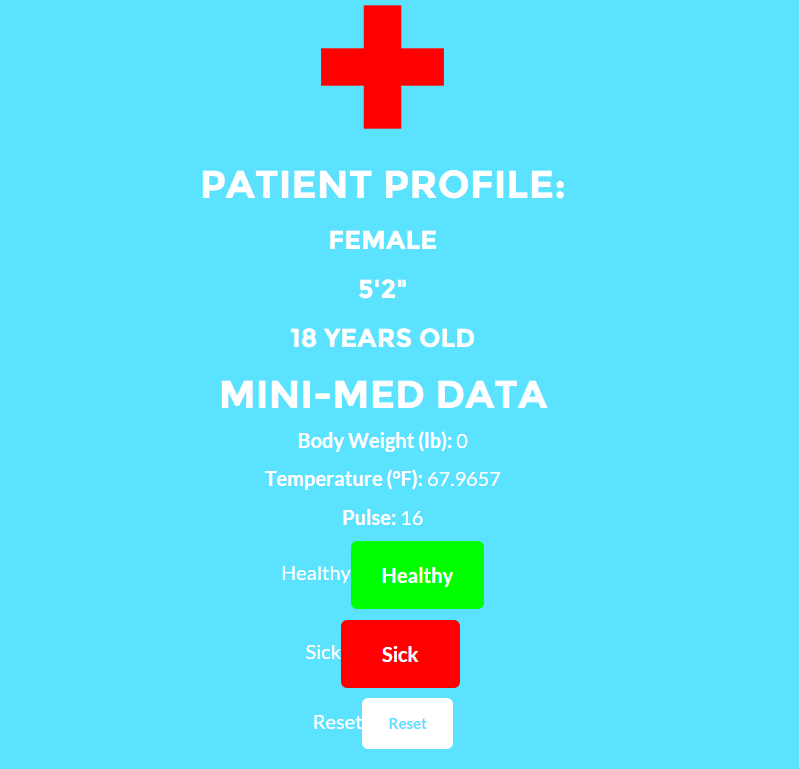 PATIENT PROFILE:
FEMALE
5'2"
18 YEARS OLD
MINI-MED DATA
Body Weight (lb): 0
Temperature (ºF): 67.9657
Pulse: 16
Healthy Healthy
Sick Sick
Reset Reset